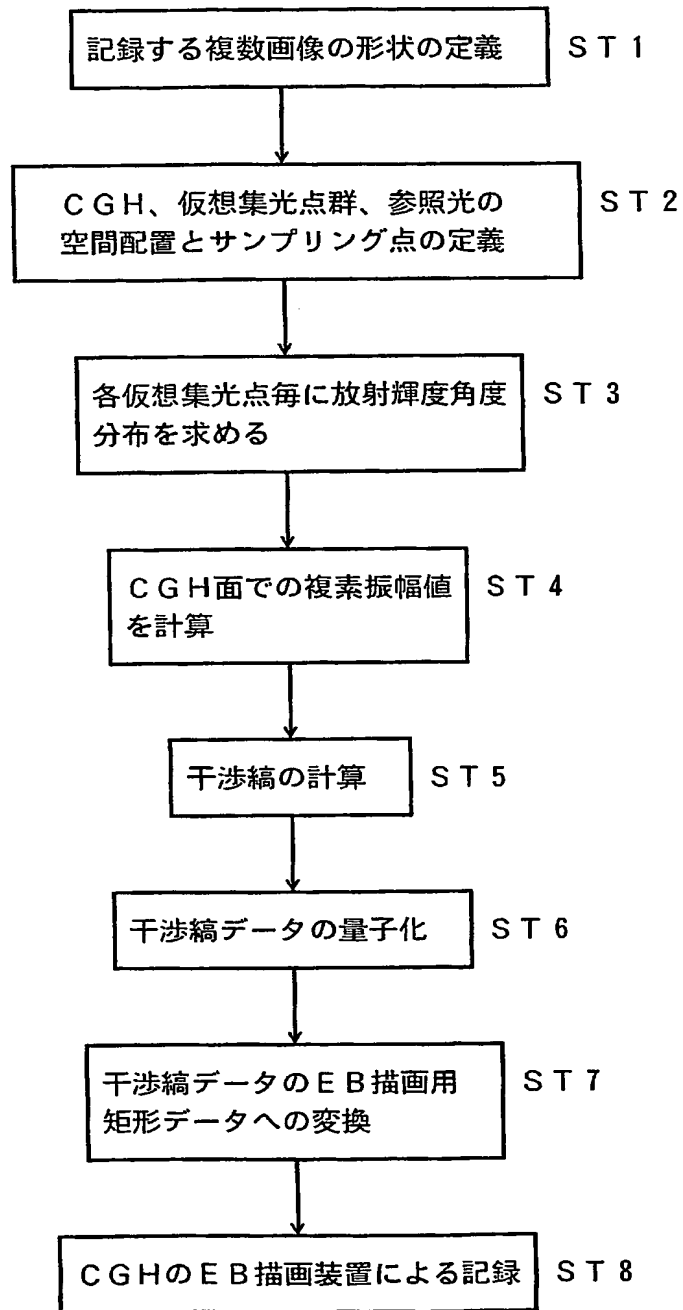 記録する複数画像の形状の定義 ST1
CGH、仮想集光点群、参照光の ST2
空間配置とサンプリング点の定義
各仮想集光点毎に放射輝度角度 ST3
分布を求める
CGH面での複素振幅値 ST4
を計算
干渉縞の計算 ST5
干渉縞データの量子化 ST6
干渉縞データのEB描画用 ST7
矩形データへの変換
CGHのEB描画装置による記録 ST8